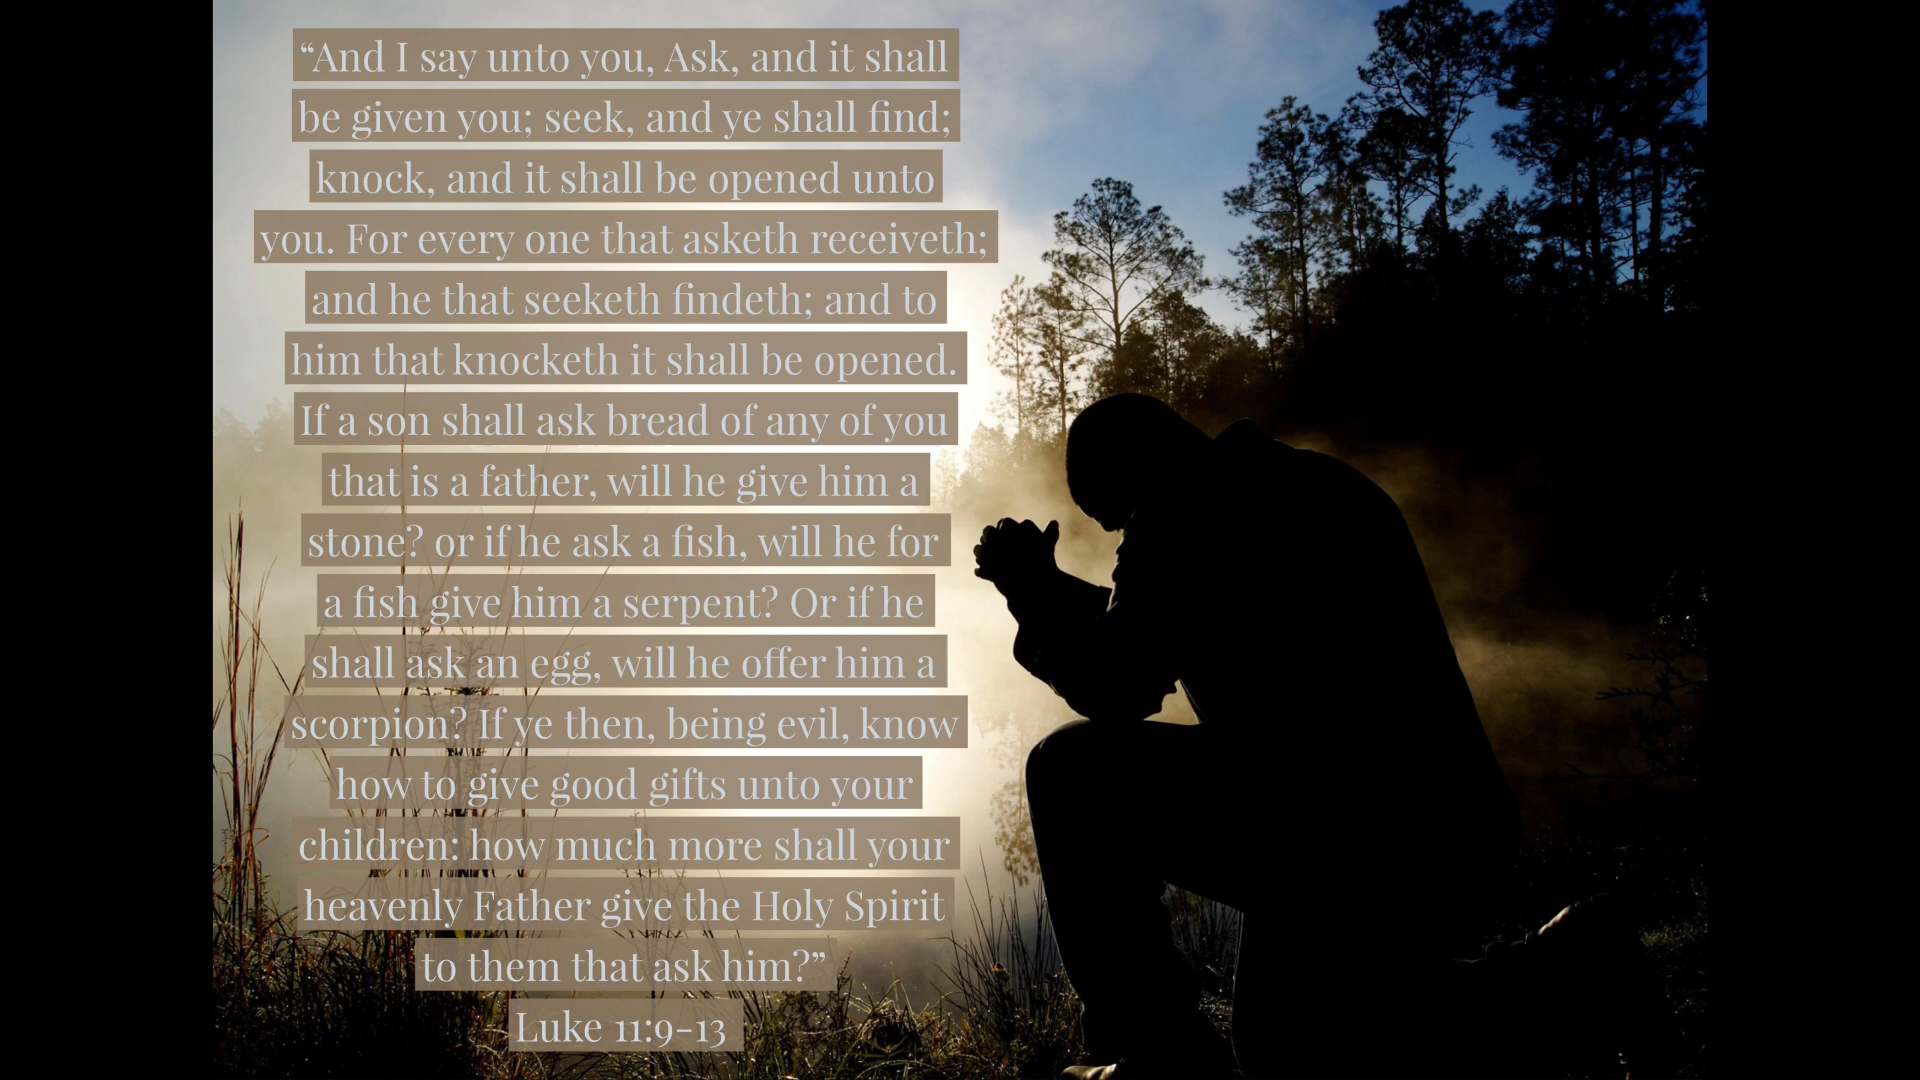 “And I say unto you, Ask, and it shall
be given you; seek, and ye shall find;
knock, and it shall be opened unto
you. For every one that asketh receiveth;
and he that seeketh findeth; and to
him that knocketh it shall be opened.
If a son shall ask bread of any of you
that is a father, will he give him a
stone? or if he ask a fish, will he for
a fish give him a serpent? Or if he
shall ask an egg, will he offer him a
scorpion? If ye then, being evil, know
how to give good gifts unto your
children: how much more shall your
heavenly Father give the Holy Spirit
to them that ask him?”
Luke 11:9-13